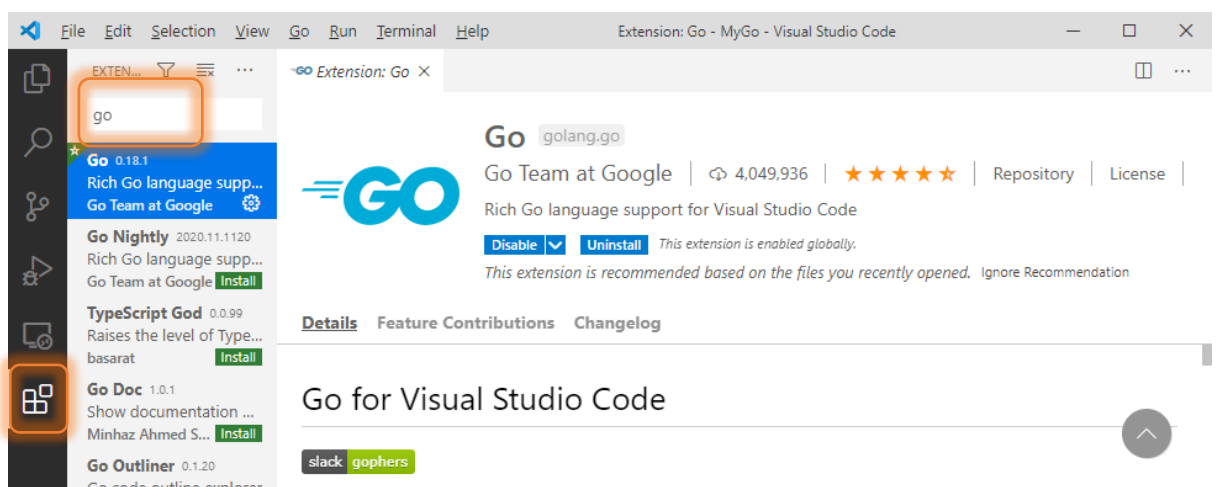 File Edit Selection View Go Run Terminal Help Extension: Go - MyGo - Visual Studio Code
EXTEN... ...
GO Extension: Go
...
go
Go 0.18.1
Rich Go language supp...
Go Team at Google
Go Nightly 2020.11.1120
Rich Go language supp...
Go Team at Google Install
TypeScript God 0.0.99
Raises the level of Type...
basarat Install
Go Doc 1.0.1
Show documentation ...
Minhaz Ahmed S... Install
Go Outliner 0.1.20
Go code outline explorer
GO
Go golang.go
Go Team at Google | 4,049,936 | Repository | License |
Rich Go language support for Visual Studio Code
Disable Uninstall This extension is enabled globally.
This extension is recommended based on the files you recently opened. Ignore Recommendation
Details Feature Contributions Changelog
Go for Visual Studio Code
slack gophers